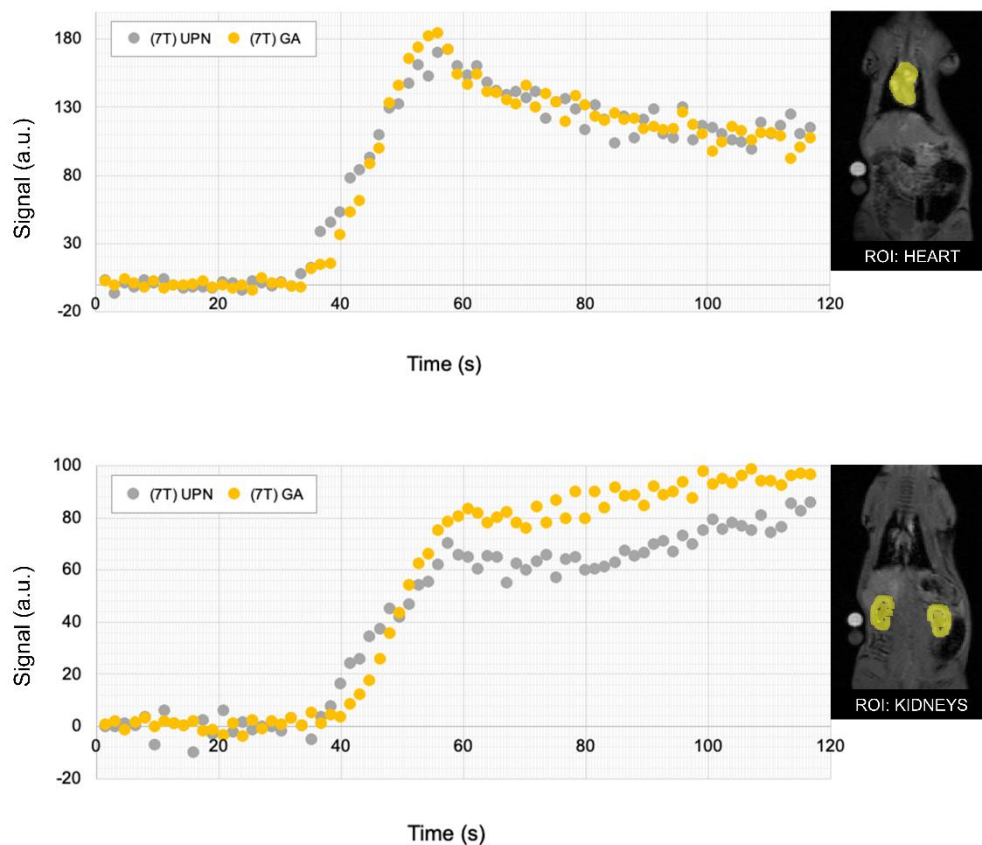 (7T) UPN (7T) GA
180
130
80
30
-20
0 20 40 60 80 100 120
Signal (a.u.)
Time (s)
ROI: HEART
(7T) UPN (7T) GA
100
80
60
40
20
0
-20
0 20 40 60 80 100 120
Signal (a.u.)
Time (s)
ROI: KIDNEYS